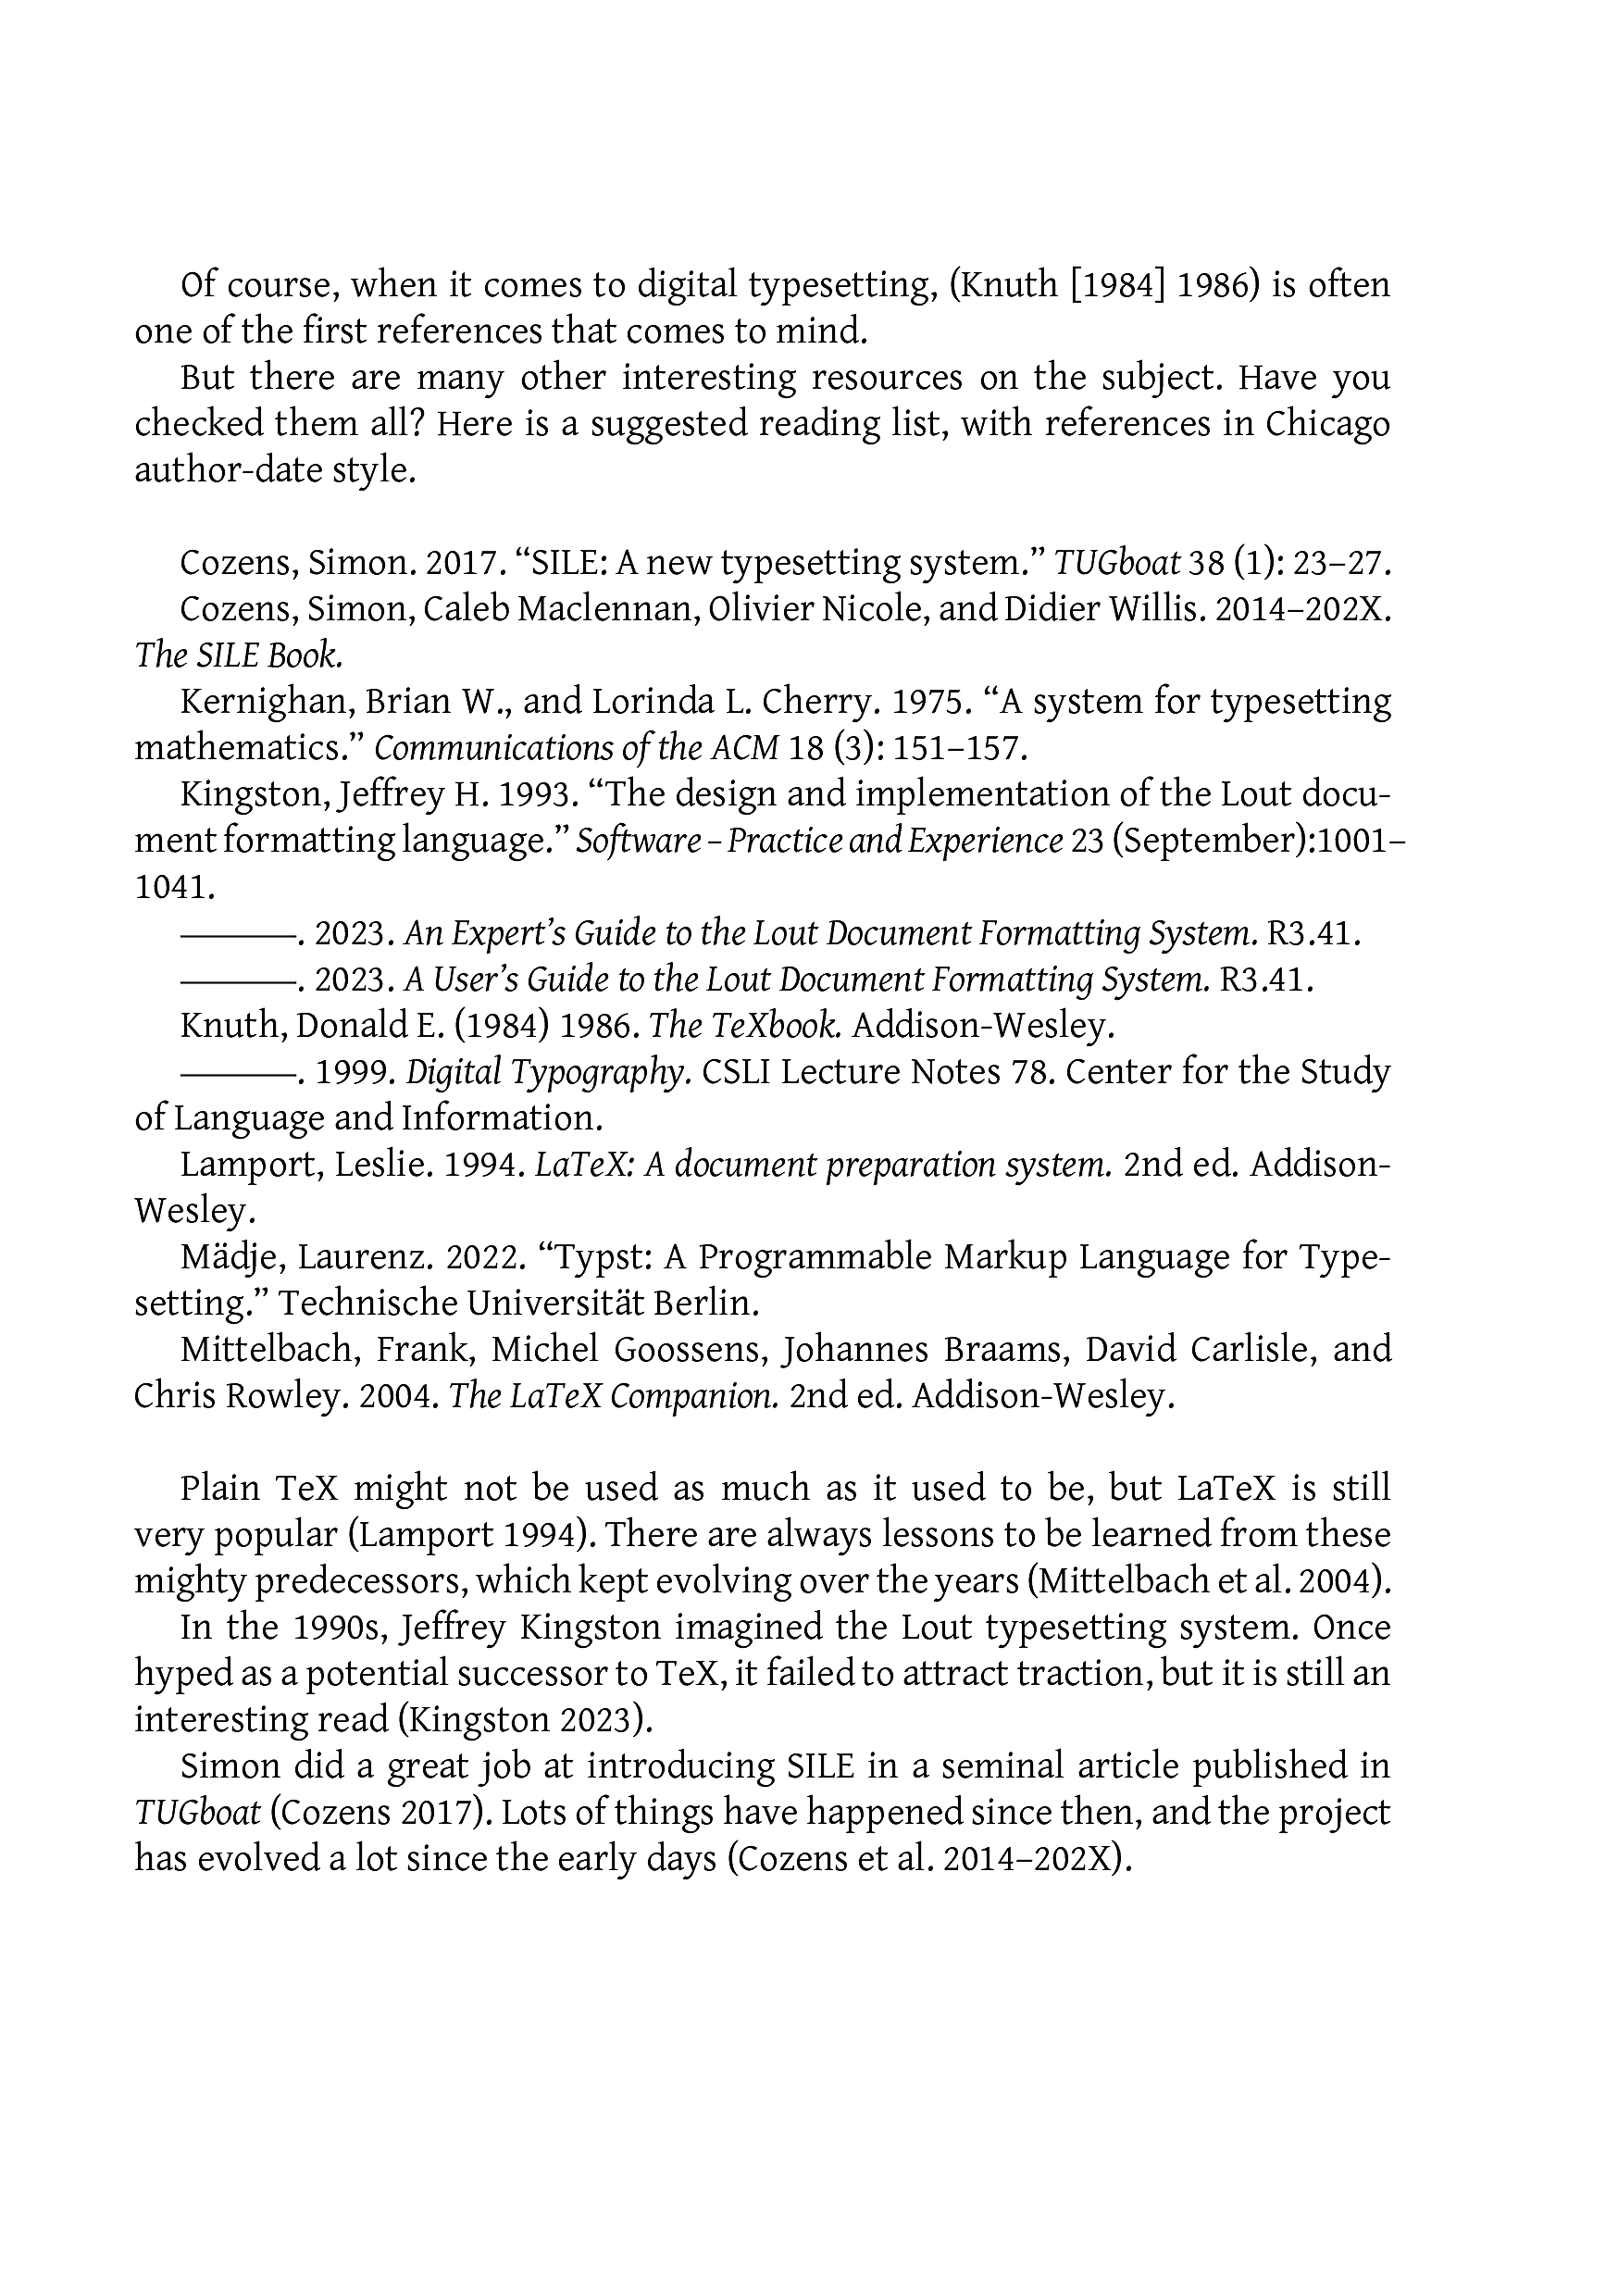 Of course, when it comes to digital typesetting, (Knuth [1984] 1986) is often
one of the first references that comes to mind.
But there are many other interesting resources on the subject. Have you
checked them all? Here is a suggested reading list, with references in Chicago
author-date style.
Cozens, Simon. 2017. “SILE: A new typesetting system.” TUGboat 38 (1): 23–27.
Cozens, Simon, Caleb Maclennan, Olivier Nicole, and Didier Willis. 2014–202X.
The SILE Book.
Kernighan, Brian W., and Lorinda L. Cherry. 1975. “A system for typesetting
mathematics.” Communications of the ACM 18 (3): 151–157.
Kingston, Jeffrey H. 1993. “The design and implementation of the Lout docu-
ment formatting language.” Software – Practice and Experience 23 (September):1001–
1041.
———. 2023. An Expert’s Guide to the Lout Document Formatting System. R3.41.
———. 2023. A User’s Guide to the Lout Document Formatting System. R3.41.
Knuth, Donald E. (1984) 1986. The TeXbook. Addison-Wesley.
———. 1999. Digital Typography. CSLI Lecture Notes 78. Center for the Study
of Language and Information.
Lamport, Leslie. 1994. LaTeX: A document preparation system. 2nd ed. Addison-
Wesley.
Mädje, Laurenz. 2022. “Typst: A Programmable Markup Language for Type-
setting.” Technische Universität Berlin.
Mittelbach, Frank, Michel Goossens, Johannes Braams, David Carlisle, and
Chris Rowley. 2004. The LaTeX Companion. 2nd ed. Addison-Wesley.
Plain TeX might not be used as much as it used to be, but LaTeX is still
very popular (Lamport 1994). There are always lessons to be learned from these
mighty predecessors, which kept evolving over the years (Mittelbach et al. 2004).
In the 1990s, Jeffrey Kingston imagined the Lout typesetting system. Once
hyped as a potential successor to TeX, it failed to attract traction, but it is still an
interesting read (Kingston 2023).
Simon did a great job at introducing SILE in a seminal article published in
TUGboat (Cozens 2017). Lots of things have happened since then, and the project
has evolved a lot since the early days (Cozens et al. 2014–202X).